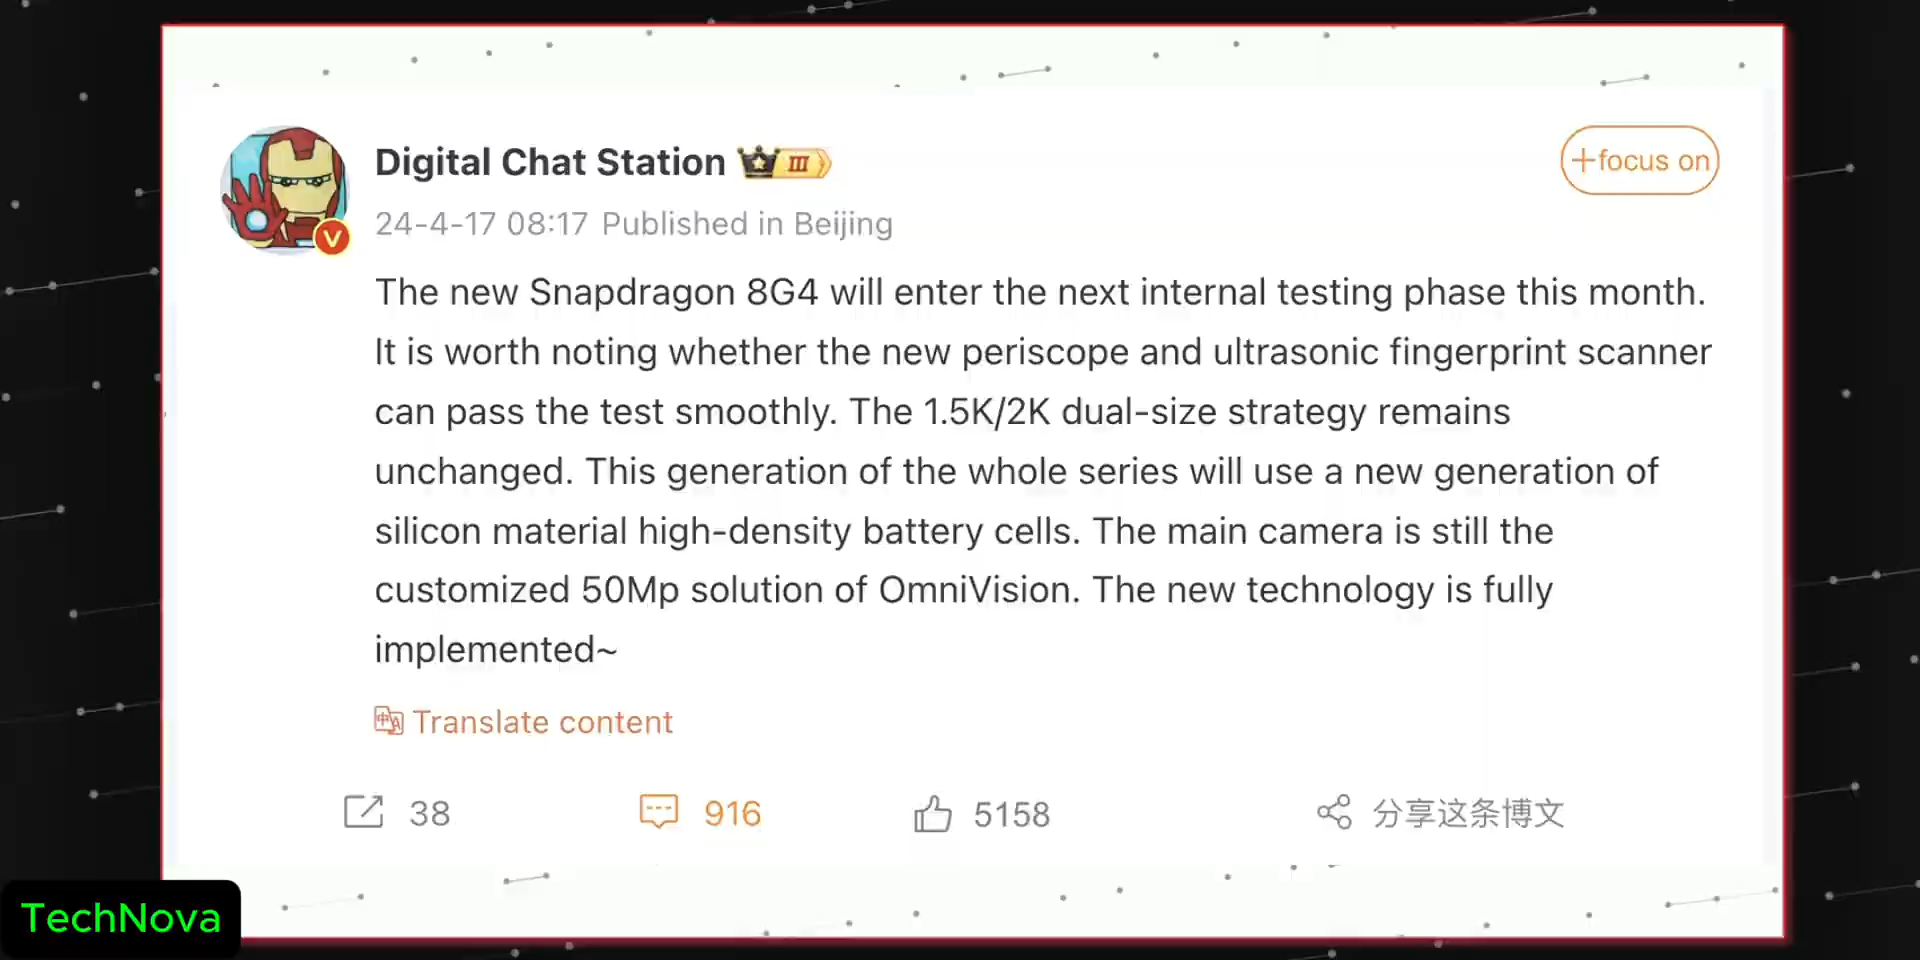 Digital Chat Station III
+focus on
24-4-17 08:17 Published in Beijing
The new Snapdragon 8G4 will enter the next internal testing phase this month.
It is worth noting whether the new periscope and ultrasonic fingerprint scanner
can pass the test smoothly. The 1.5K/2K dual-size strategy remains
unchanged. This generation of the whole series will use a new generation of
silicon material high-density battery cells. The main camera is still the
customized 50Mp solution of OmniVision. The new technology is fully
implemented~
Translate content
38
916
5158
分享这条博文
TechNova